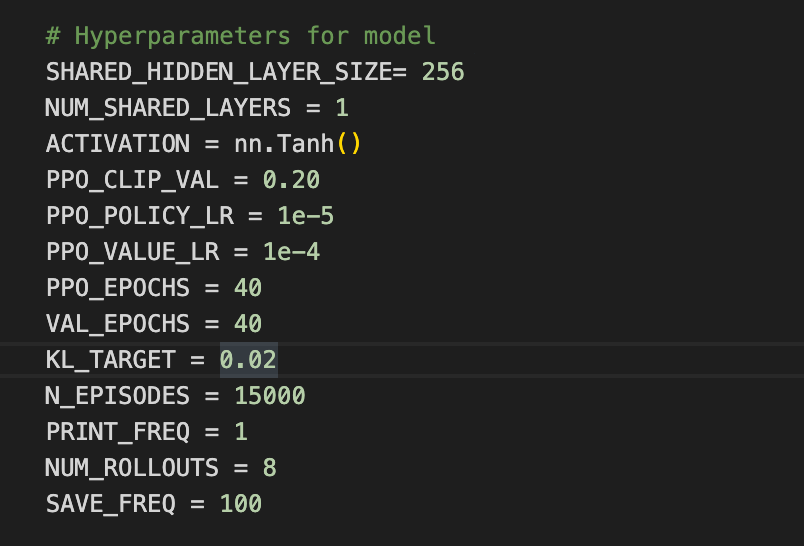 # Hyperparameters for model
SHARED_HIDDEN_LAYER_SIZE= 256
NUM_SHARED_LAYERS = 1
ACTIVATION = nn.Tanh()
PPO_CLIP_VAL = 0.20
PPO_POLICY_LR = 1e-5
PPO_VALUE_LR = 1e-4
PPO_EPOCHS = 40
VAL_EPOCHS = 40
KL_TARGET = 0.02
N_EPISODES = 15000
PRINT_FREQ = 1
NUM_ROLLOUTS = 8
SAVE_FREQ = 100